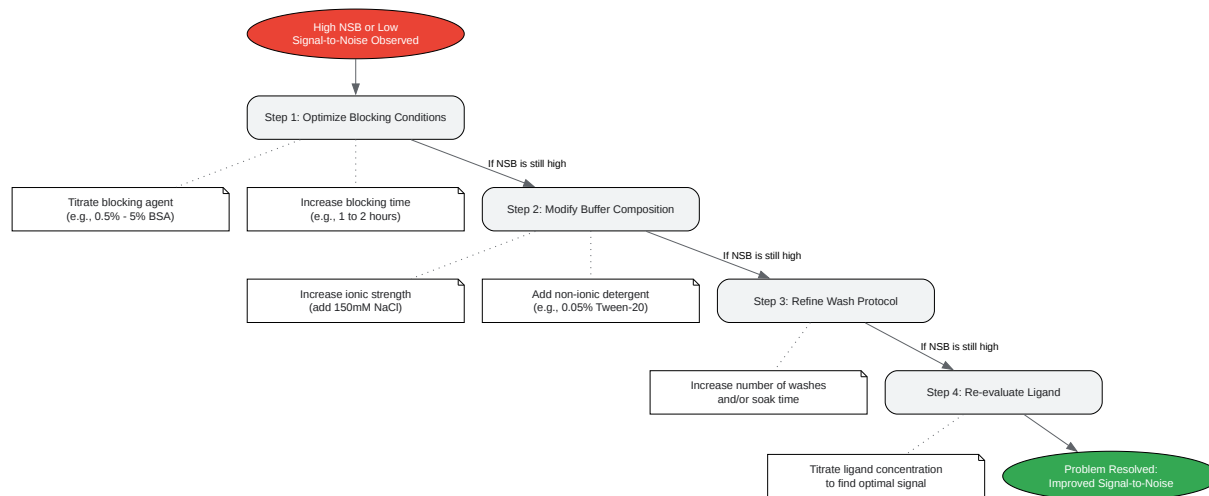 High NSB or Low
Signal-to-Noise Observed
Step 1: Optimize Blocking Conditions
If NSB is still high
Titrate blocking agent
(e.g., 0.5% - 5% BSA)
Increase blocking time
(e.g., 1 to 2 hours)
Step 2: Modify Buffer Composition
If NSB is still high
Increase ionic strength
(add 150mM NaCl)
Add non-ionic detergent
(e.g., 0.05% Tween-20)
Step 3: Refine Wash Protocol
If NSB is still high
Increase number of washes
and/or soak time
Step 4: Re-evaluate Ligand
Titrate ligand concentration
to find optimal signal
Problem Resolved:
Improved Signal-to-Noise